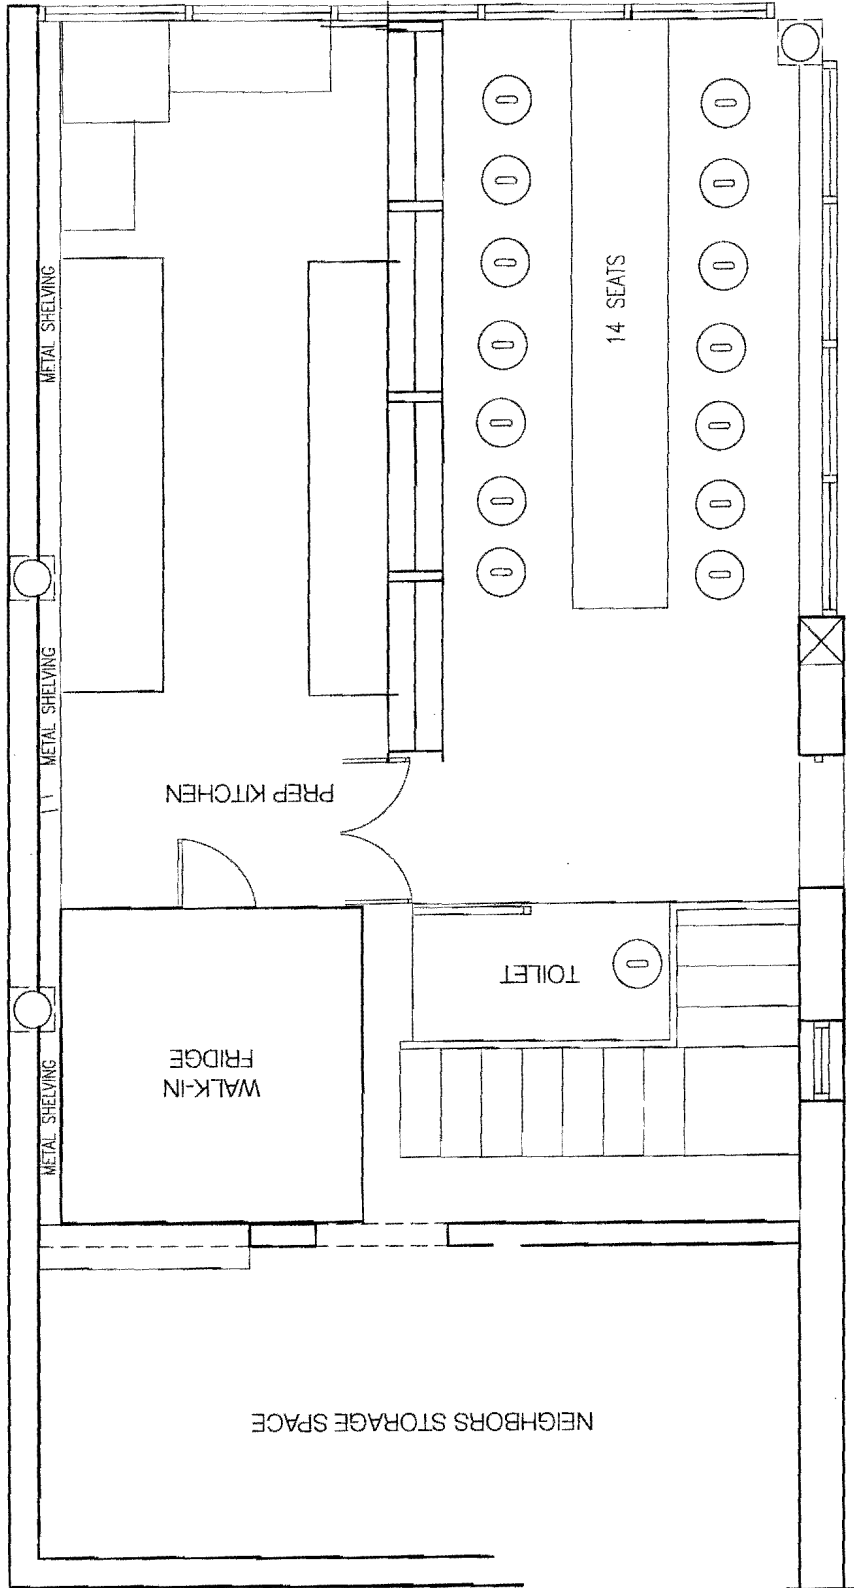 METAL SHELVING
14 SEATS
METAL SHELVING
PREP KITCHEN
TOILET
WALK-IN
FRIDGE
METAL SHELVING
NEIGHBORS STORAGE SPACE